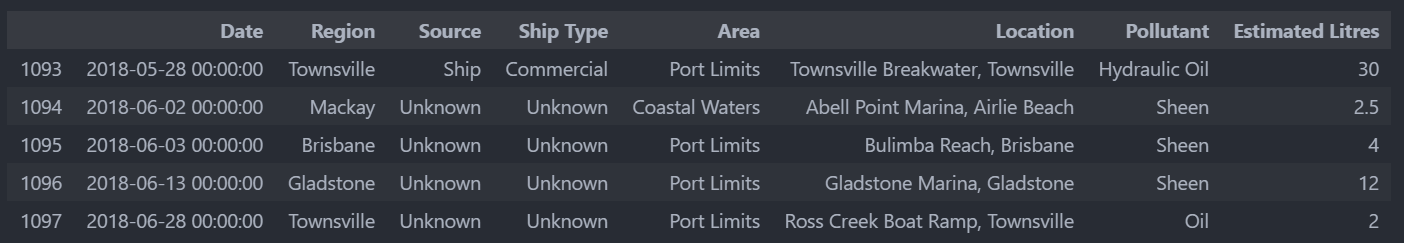 Date Region Source Ship Type Area Location Pollutant Estimated Litres
1093 2018-05-28 00:00:00 Townsville Ship Commercial Port Limits Townsville Breakwater, Townsville Hydraulic Oil 30
1094 2018-06-02 00:00:00 Mackay Unknown Unknown Coastal Waters Abell Point Marina, Airlie Beach Sheen 2.5
1095 2018-06-03 00:00:00 Brisbane Unknown Unknown Port Limits Bulimba Reach, Brisbane Sheen 4
1096 2018-06-13 00:00:00 Gladstone Unknown Unknown Port Limits Gladstone Marina, Gladstone Sheen 12
1097 2018-06-28 00:00:00 Townsville Unknown Unknown Port Limits Ross Creek Boat Ramp, Townsville Oil 2